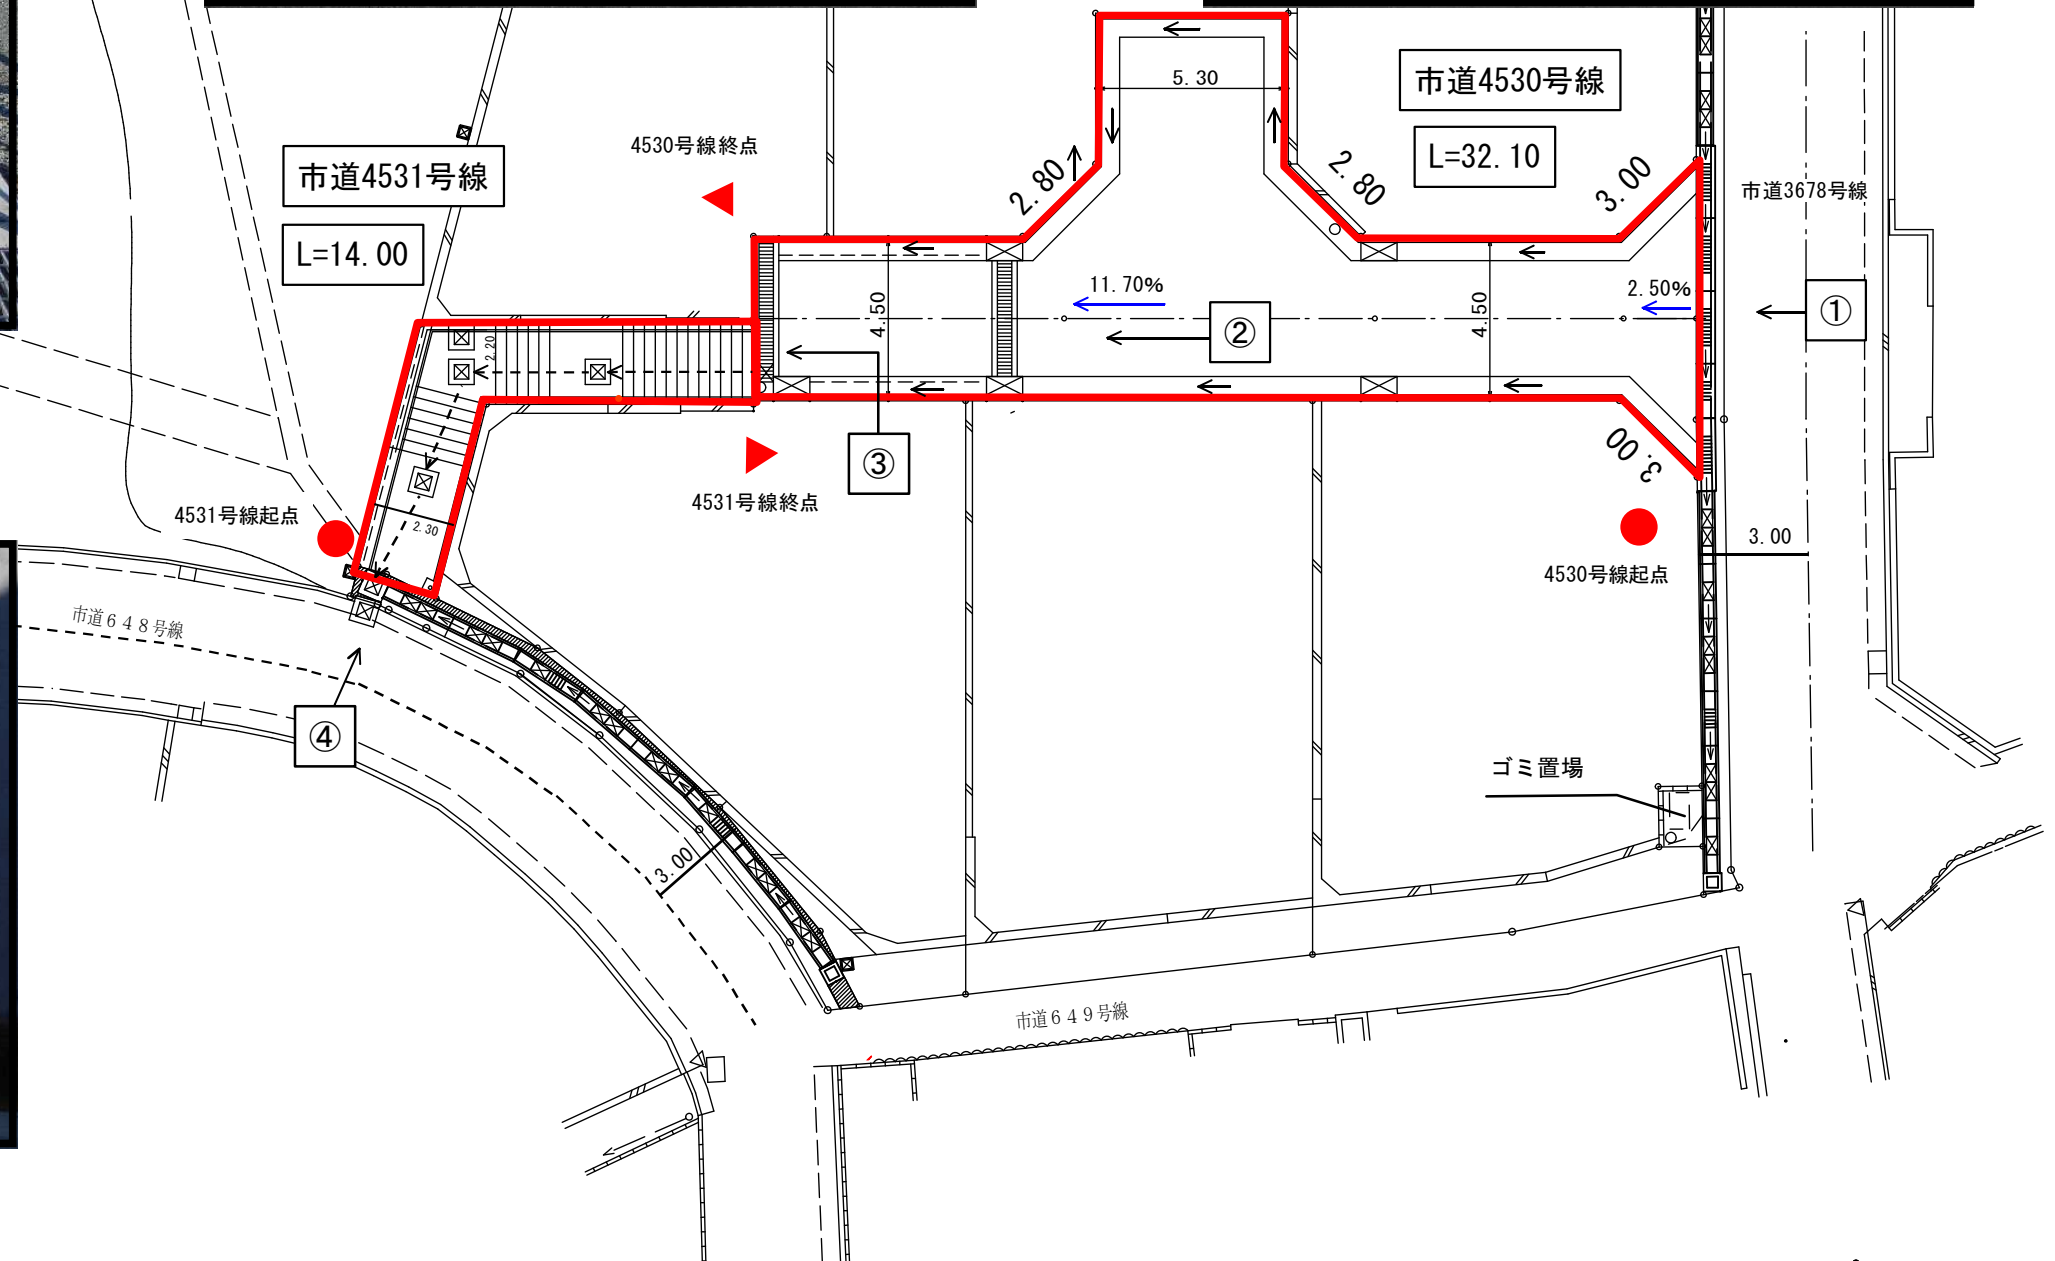 5.30
市道4530号線
L=32.10
4530号線終点
市道4531号線
L=14.00
2.80
2.80
3.00
市道3678号線
11.70%
2.50%
4.50
4.50
①
②
2.20
③
3.00
4531号線終点
4531号線起点
2.30
3.00
4530号線起点
市道648号線
④
ゴミ置場
3.00
市道649号線